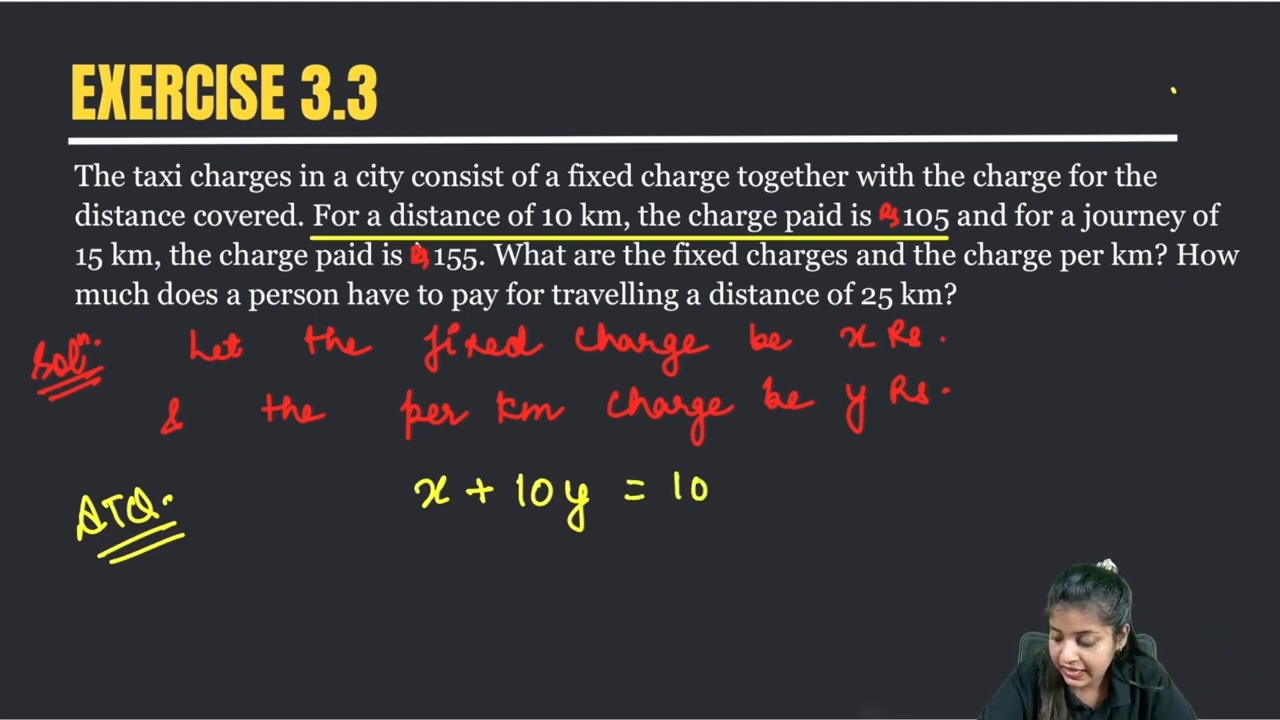 EXERCISE 3.3
The taxi charges in a city consist of a fixed charge together with the charge for the
distance covered. For a distance of 10 km, the charge paid is Rs 105 and for a journey of
15 km, the charge paid is Rs 155. What are the fixed charges and the charge per km? How
much does a person have to pay for travelling a distance of 25 km?
Solⁿ. Let the fixed charge be x Rs.
& the per km charge be y Rs.
ATQ. x + 10y = 10